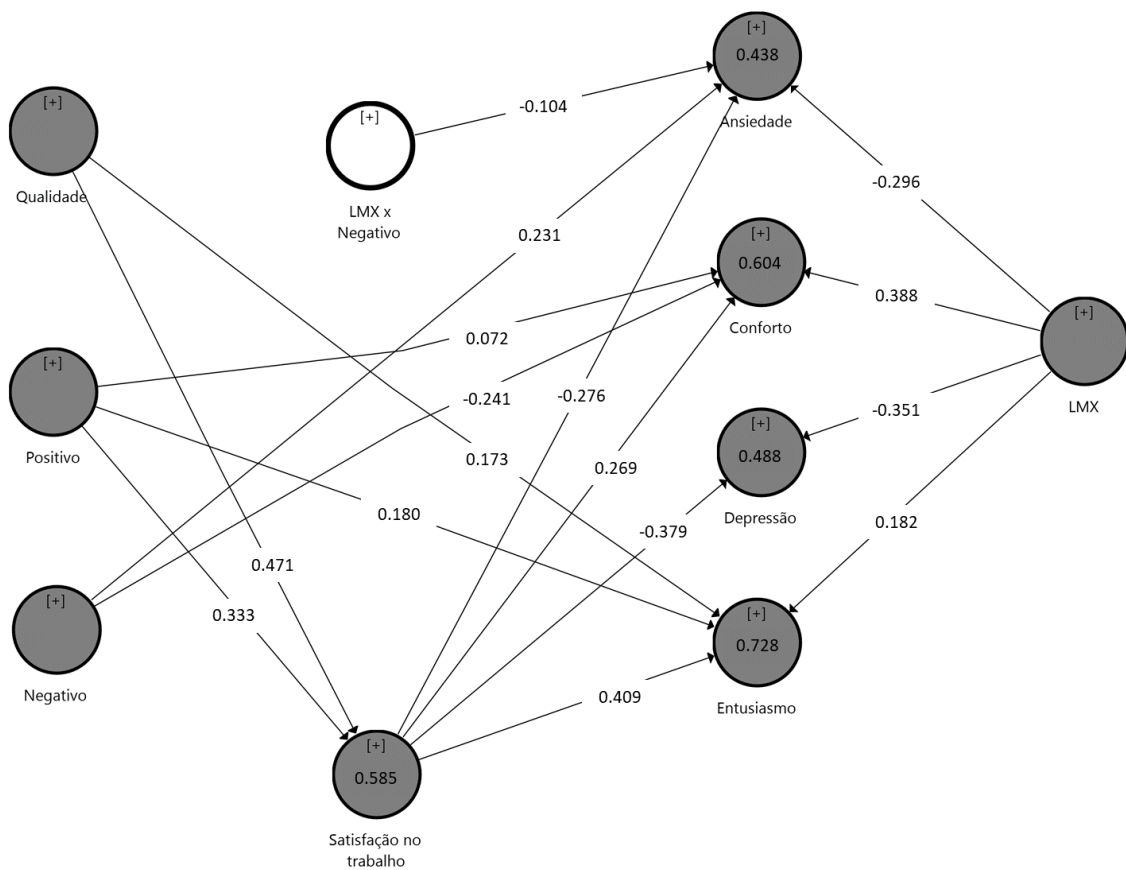 [+]
0.438
Ansiedade
[+]
Qualidade
[+]
LMX x
Negativo
-0.104
-0.296
0.231
[+]
0.604
Conforto
0.388
[+]
LMX
0.072
[+]
Positivo
-0.241
-0.276
-0.351
[+]
0.488
Depressão
0.173
0.269
0.180
-0.379
0.182
0.471
0.333
[+]
Negativo
[+]
0.728
Entusiasmo
0.409
[+]
0.585
Satisfação no
trabalho